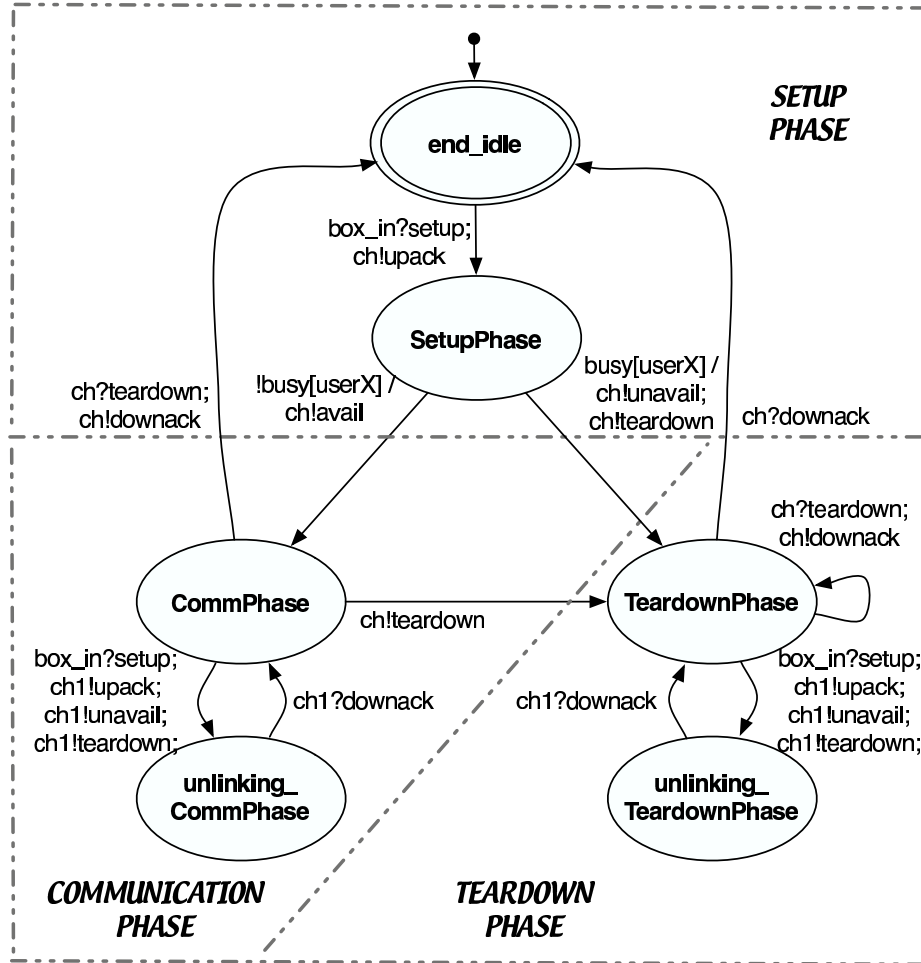 SETUP
PHASE
end_idle
box_in?setup;
ch!upack
SetupPhase
!busy[userX] /
ch!avail
busy[userX] /
ch!unavail;
ch!teardown
ch?teardown;
ch!downack
ch?downack
ch?teardown;
ch!downack
CommPhase
ch!teardown
TeardownPhase
box_in?setup;
ch1!upack;
ch1!unavail;
ch1!teardown;
ch1?downack
ch1?downack
box_in?setup;
ch1!upack;
ch1!unavail;
ch1!teardown;
unlinking_
CommPhase
unlinking_
TeardownPhase
COMMUNICATION
PHASE
TEARDOWN
PHASE